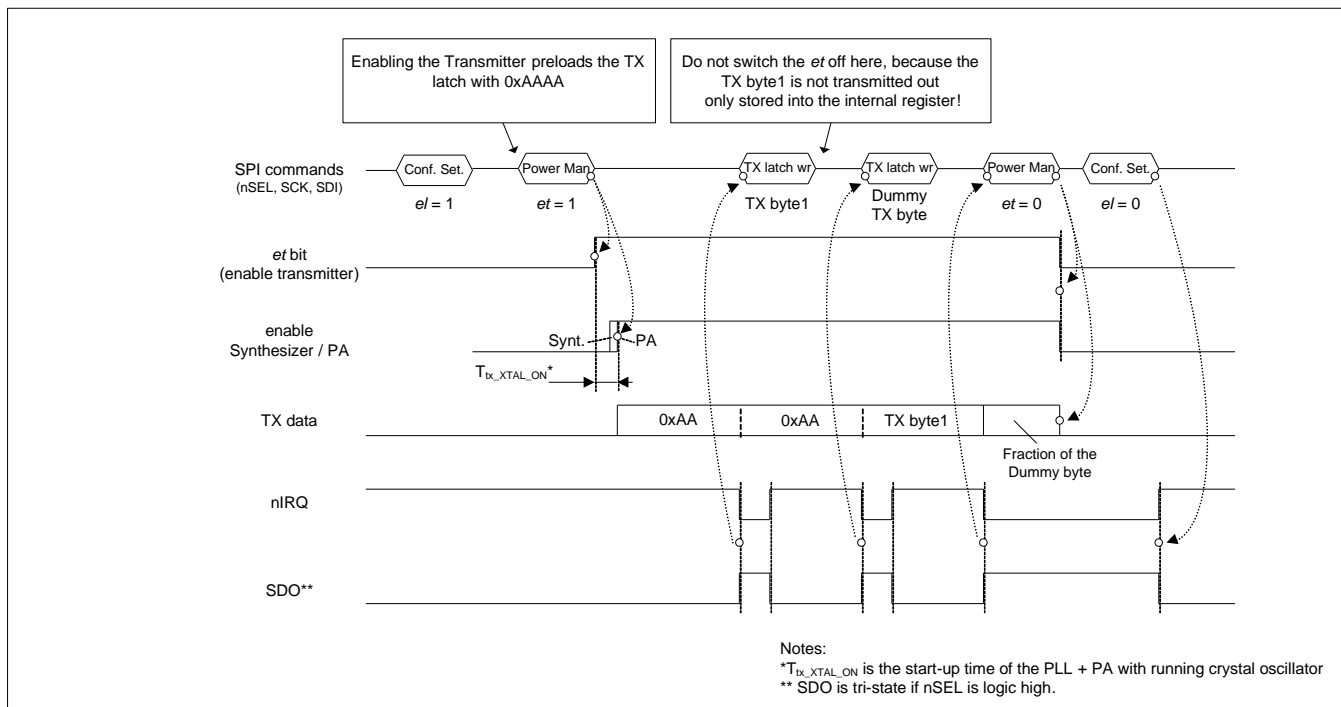 Enabling the Transmitter preloads the TX
latch with 0xAAAA
Do not switch the et off here, because the
TX byte1 is not transmitted out
only stored into the internal register!
SPI commands
(nSEL, SCK, SDI)
Conf. Set.
Power Man
TX latch wr
TX latch wr
Power Man
Conf. Set.
el = 1
et = 1
TX byte1
Dummy
TX byte
et = 0
el = 0
et bit
(enable transmitter)
enable
Synthesizer / PA
Synt.
PA
Ttx_XTAL_ON*
TX data
0xAA
0xAA
TX byte1
Fraction of the
Dummy byte
nIRQ
SDO**
Notes:
*Ttx_XTAL_ON is the start-up time of the PLL + PA with running crystal oscillator
** SDO is tri-state if nSEL is logic high.